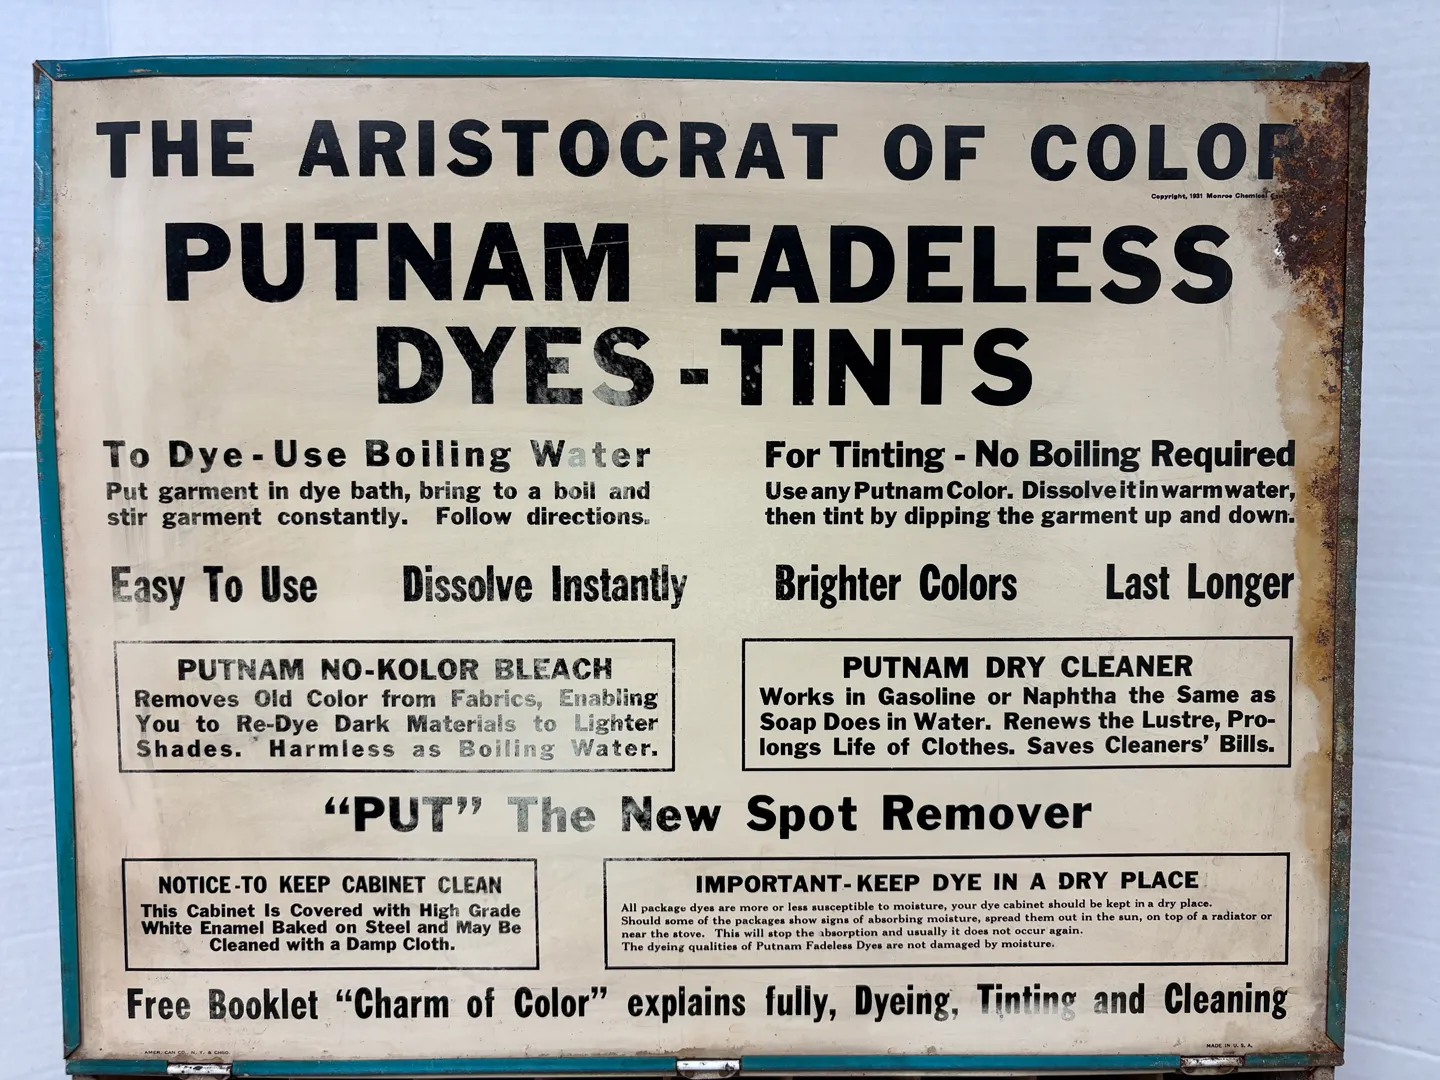 THE ARISTOCRAT OF COLOR
Copyright, 1931 Monroe Chemical
PUTNAM FADELESS
DYES-TINTS
To Dye-Use Boiling Water
Put garment in dye bath, bring to a boil and
stir garment constantly. Follow directions.
For Tinting - No Boiling Required
Use any Putnam Color. Dissolve it in warm water,
then tint by dipping the garment up and down.
Easy To Use Dissolve Instantly Brighter Colors Last Longer
PUTNAM NO-KOLOR BLEACH
Removes Old Color from Fabrics, Enabling
You to Re-Dye Dark Materials to Lighter
Shades. Harmless as Boiling Water.
PUTNAM DRY CLEANER
Works in Gasoline or Naphtha the Same as
Soap Does in Water. Renews the Lustre, Pro-
longs Life of Clothes. Saves Cleaners' Bills.
"PUT" The New Spot Remover
NOTICE-TO KEEP CABINET CLEAN
This Cabinet Is Covered with High Grade
White Enamel Baked on Steel and May Be
Cleaned with a Damp Cloth.
IMPORTANT-KEEP DYE IN A DRY PLACE
All package dyes are more or less susceptible to moisture, your dye cabinet should be kept in a dry place.
Should some of the packages show signs of absorbing moisture, spread them out in the sun, on top of a radiator or
near the stove. This will stop the absorption and usually it does not occur again.
The dyeing qualities of Putnam Fadeless Dyes are not damaged by moisture.
Free Booklet "Charm of Color" explains fully, Dyeing, Tinting and Cleaning
AMERICAN CO. N. Y. & CHGO.
MADE IN U. S. A.